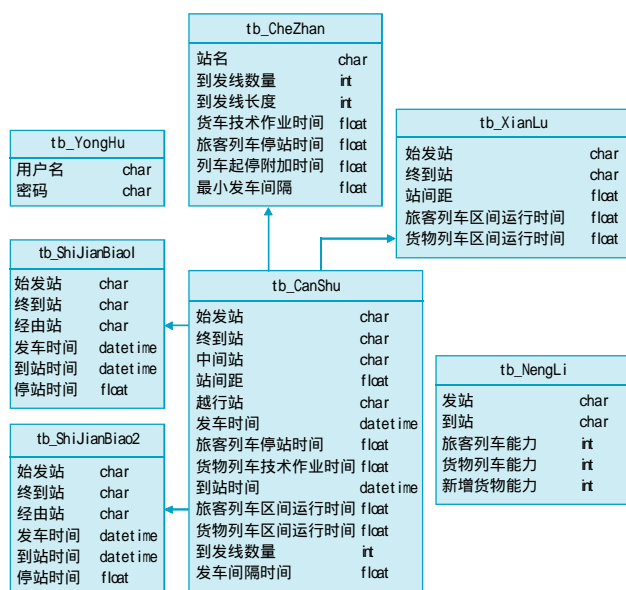 tb_CheZhan
站名 char
到发线数量 int
到发线长度 int
货车技术作业时间 float
旅客列车停站时间 float
列车起停附加时间 float
最小发车间隔 float
tb_YongHu
用户名 char
密码 char
tb_XianLu
始发站 char
终到站 char
站间距 float
旅客列车区间运行时间 float
货物列车区间运行时间 float
tb_ShiJianBiaoI
始发站 char
终到站 char
经由站 char
发车时间 datetime
到站时间 datetime
停站时间 float
tb_CanShu
始发站 char
终到站 char
中间站 char
站间距 float
越行站 char
发车时间 datetime
旅客列车停站时间 float
货物列车技术作业时间 float
到站时间 datetime
旅客列车区间运行时间 float
货物列车区间运行时间 float
到发线数量 int
发车间隔时间 float
tb_NengLi
发站 char
到站 char
旅客列车能力 int
货物列车能力 int
新增货物能力 int
tb_ShiJianBiao2
始发站 char
终到站 char
经由站 char
发车时间 datetime
到站时间 datetime
停站时间 float